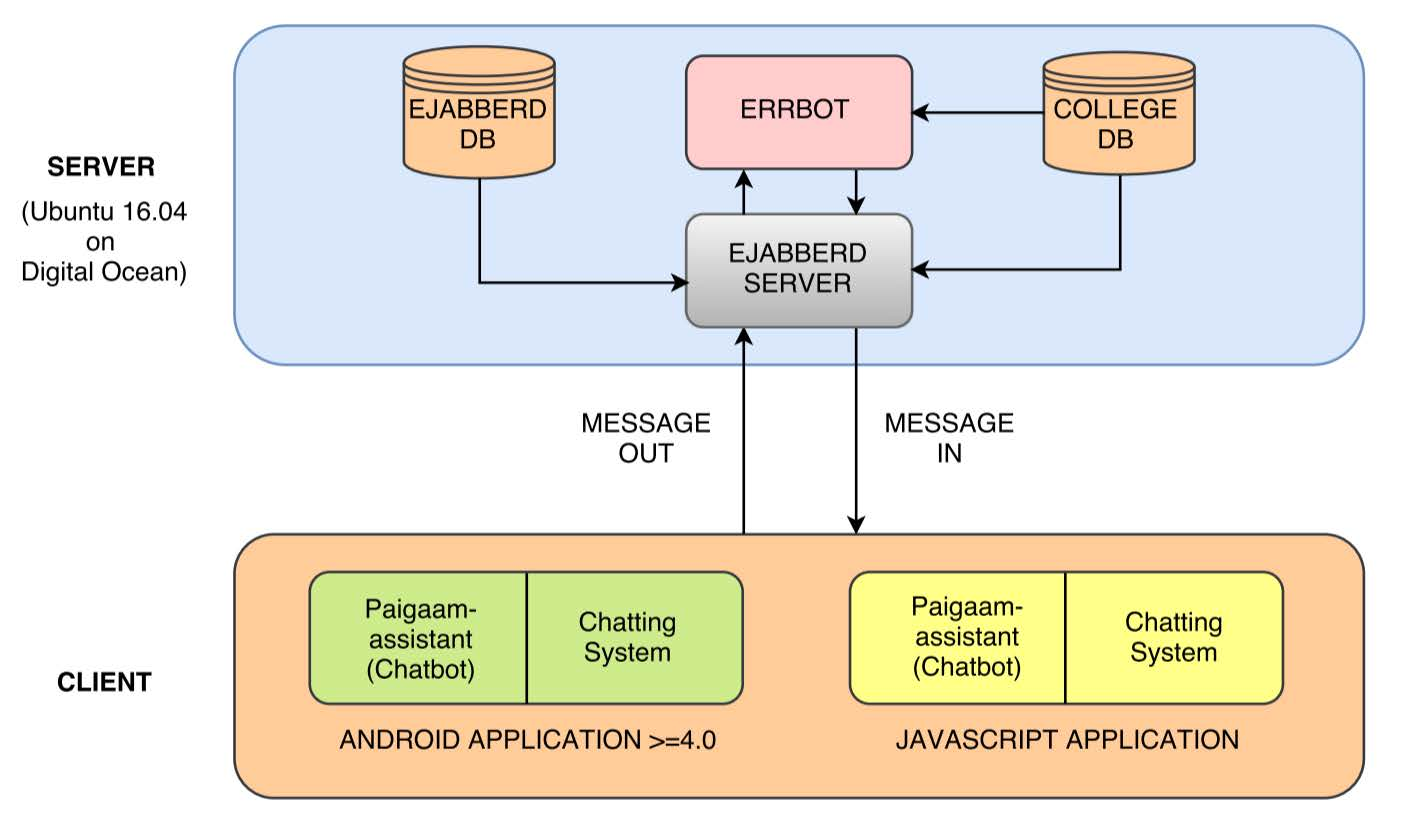 SERVER
(Ubuntu 16.04
on
Digital Ocean)
EJABBERD
DB
ERRBOT
COLLEGE
DB
EJABBERD
SERVER
MESSAGE
OUT
MESSAGE
IN
CLIENT
Paigaam-
assistant
(Chatbot)
Chatting
System
ANDROID APPLICATION >=4.0
Paigaam-
assistant
(Chatbot)
Chatting
System
JAVASCRIPT APPLICATION